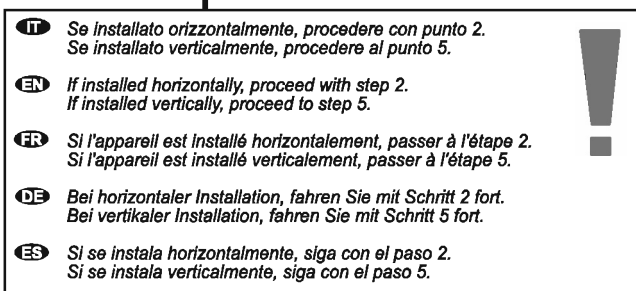 IT Se installato orizzontalmente, procedere con punto 2.
Se installato verticalmente, procedere al punto 5.
EN If installed horizontally, proceed with step 2.
If installed vertically, proceed to step 5.
FR Si l'appareil est installé horizontalement, passer à l'étape 2.
Si l'appareil est installé verticalement, passer à l'étape 5.
DE Bei horizontaler Installation, fahren Sie mit Schritt 2 fort.
Bei vertikaler Installation, fahren Sie mit Schritt 5 fort.
ES Si se instala horizontalmente, siga con el paso 2.
Si se instala verticalmente, siga con el paso 5.
!